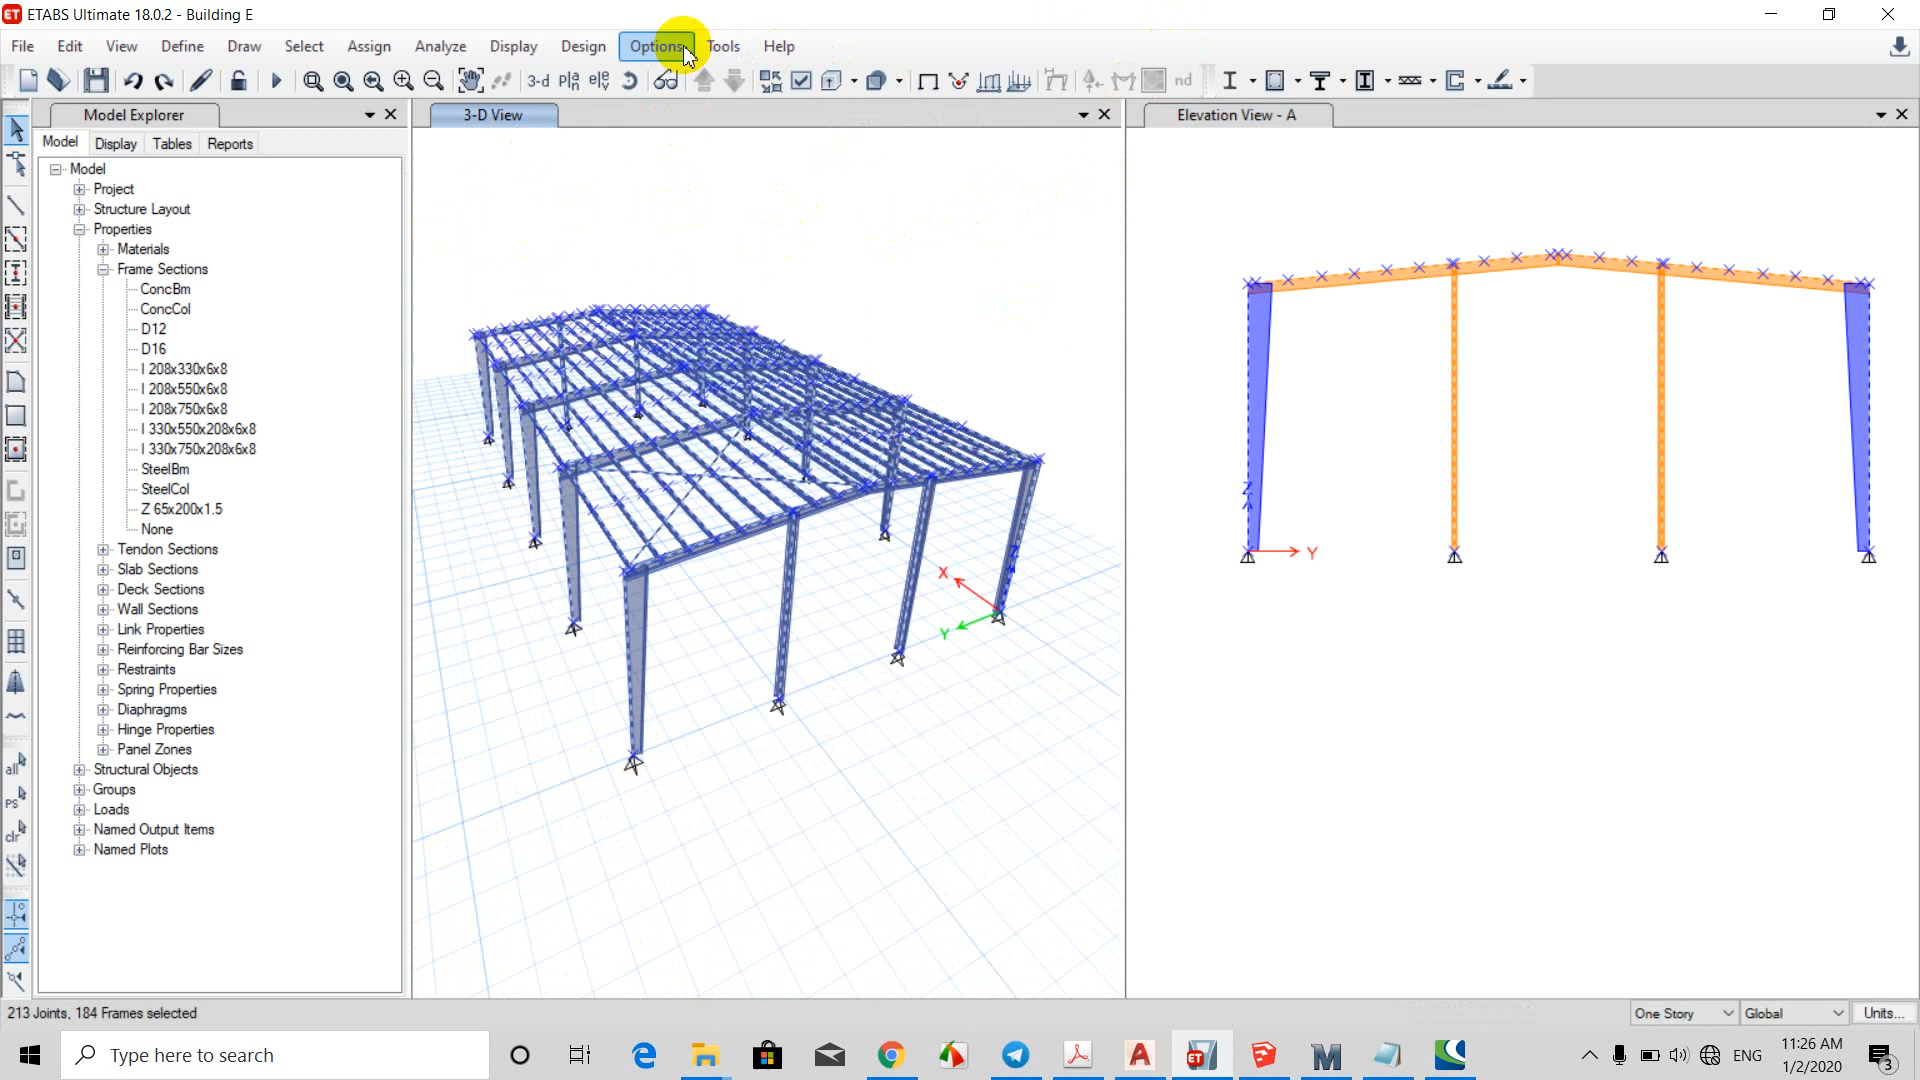 ETABS Ultimate 18.0.2 - Building E
File Edit View Define Draw Select Assign Analyze Display Design Options Tools Help
3-d nd
Model Explorer
3-D View
Elevation View - A
Model Display Tables Reports
Model
Project
Structure Layout
Properties
Materials
Frame Sections
ConcBm
ConcCol
D12
D16
I 208x330x6x8
I 208x550x6x8
I 208x750x6x8
I 330x550x208x6x8
I 330x750x208x6x8
SteelBm
SteelCol
Z 65x200x1.5
None
Tendon Sections
Slab Sections
Deck Sections
Wall Sections
Link Properties
Reinforcing Bar Sizes
Restraints
Spring Properties
Diaphragms
Hinge Properties
Panel Zones
Structural Objects
Groups
Loads
Named Output Items
Named Plots
all
PS
clr
X
Y
Z
Z
Y
213 Joints, 184 Frames selected
One Story Global Units...
Type here to search
ENG
11:26 AM
1/2/2020
3